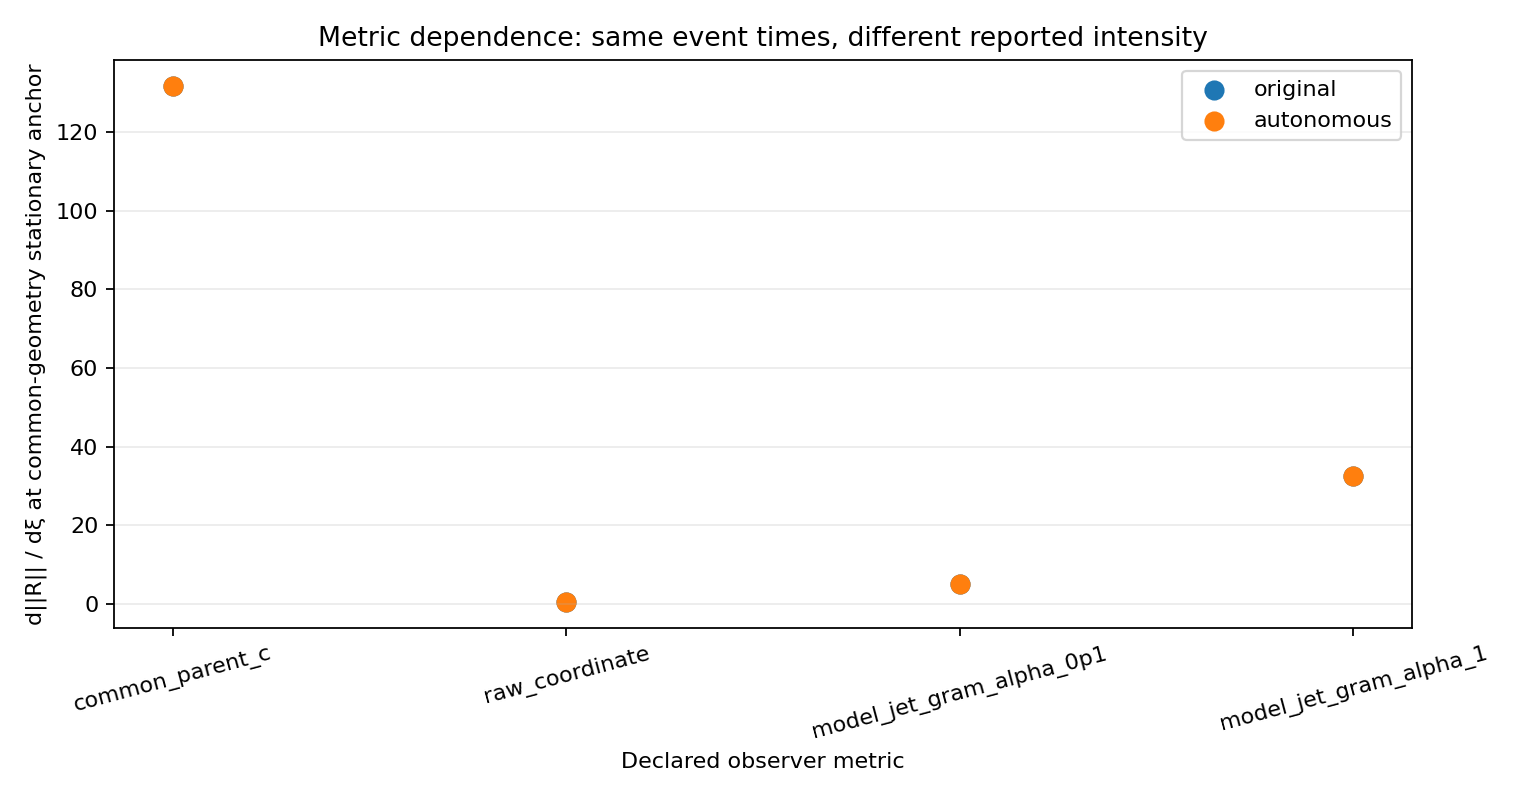 Metric dependence: same event times, different reported intensity
d||R|| / dξ at common-geometry stationary anchor
120
100
80
60
40
20
0
original
autonomous
common_parent_c
raw_coordinate
model_jet_gram_alpha_0p1
model_jet_gram_alpha_1
Declared observer metric